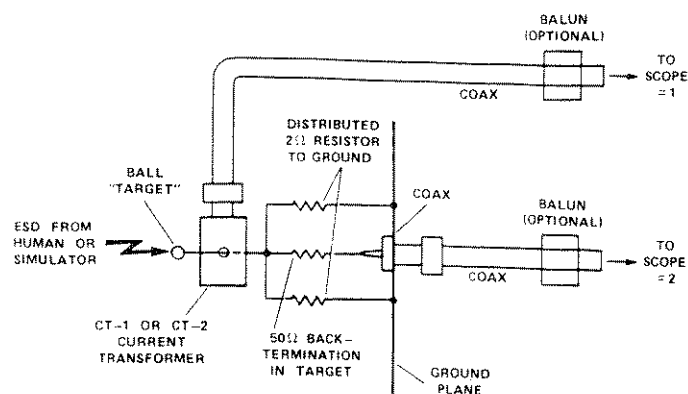 BALUN
(OPTIONAL)
TO
SCOPE
=1
COAX
DISTRIBUTED
2Ω RESISTOR
TO GROUND
BALL
"TARGET"
COAX
BALUN
(OPTIONAL)
ESD FROM
HUMAN OR
SIMULATOR
TO
SCOPE
=2
COAX
CT-1 OR CT-2
CURRENT
TRANSFORMER
50Ω BACK-
TERMINATION
IN TARGET
GROUND
PLANE